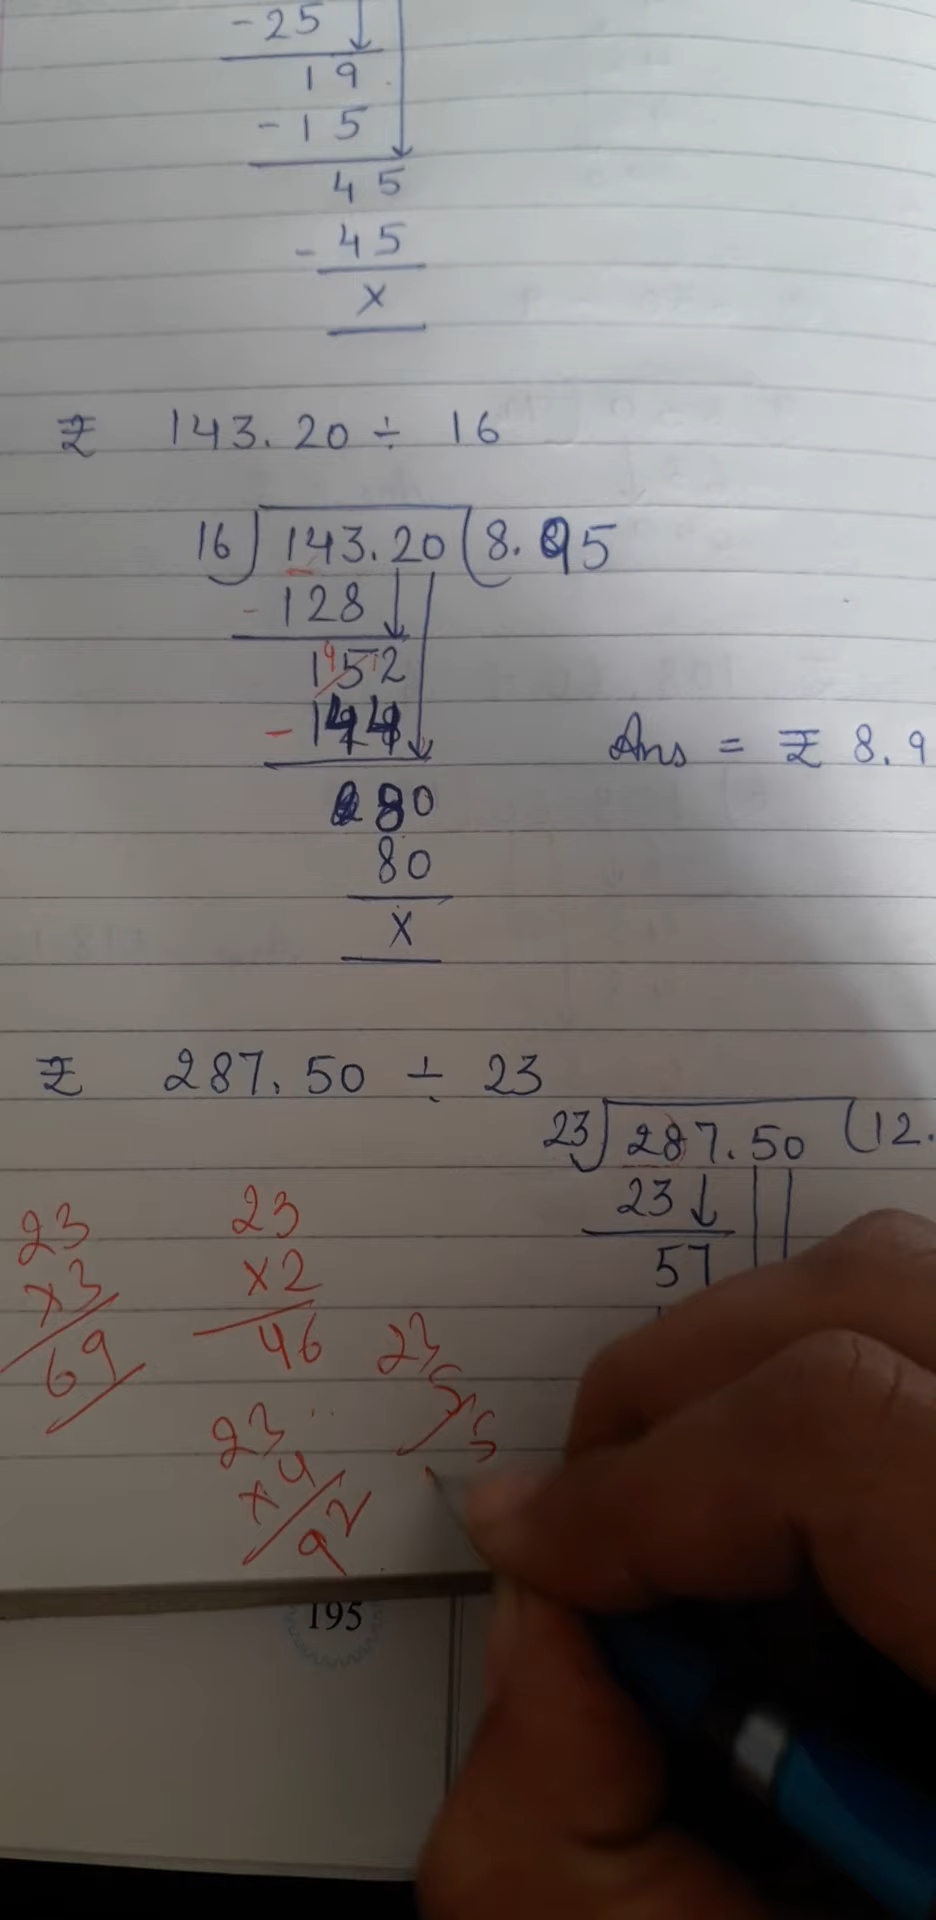 -25
19
-15
45
-45
x
₹ 143.20 ÷ 16
16 143.20 8.95
-128
152
-144
80
Ans = ₹ 8.9
80
x
₹ 287.50 ÷ 23
23 287.50 12.
23
57
23
x3
69
23
x2
46
23
5
23
x4
92
195